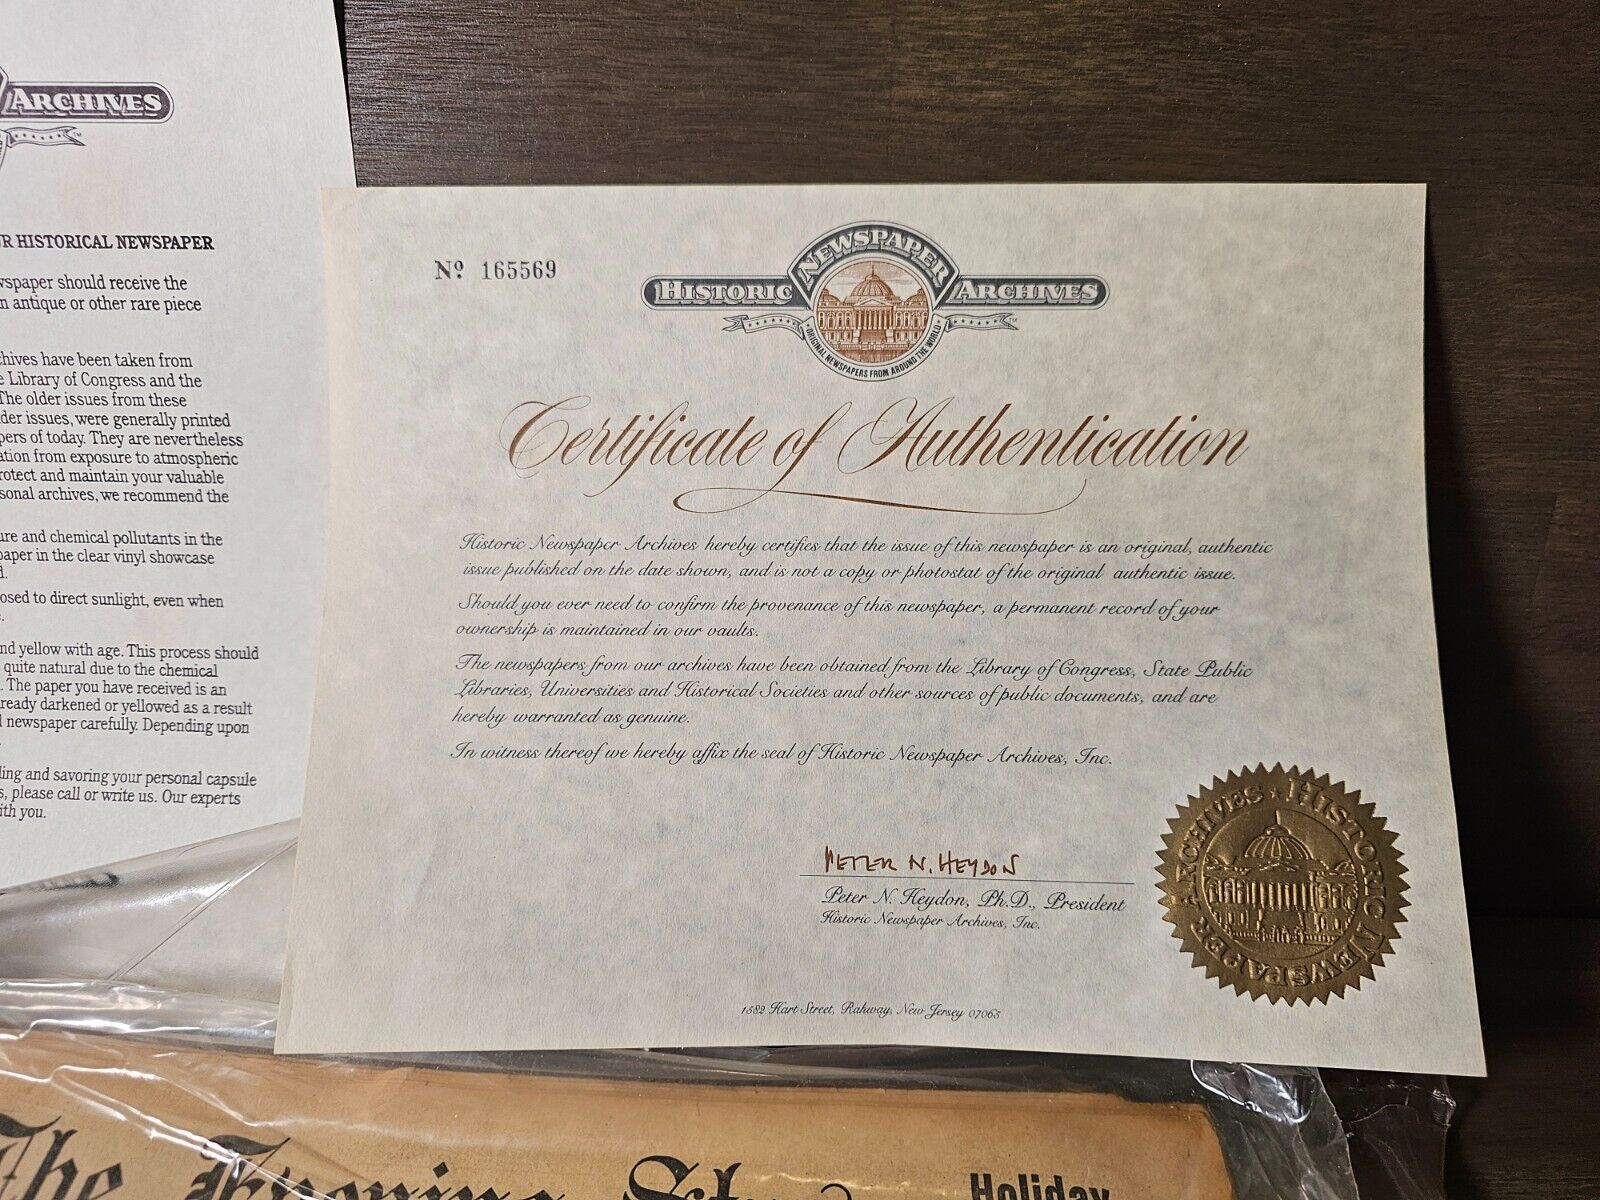 ARCHIVES
TM
R HISTORICAL NEWSPAPER
wspaper should receive the
n antique or other rare piece
chives have been taken from
e Library of Congress and the
The older issues from these
der issues, were generally printed
pers of today. They are nevertheless
ation from exposure to atmospheric
rotect and maintain your valuable
sonal archives, we recommend the
ure and chemical pollutants in the
paper in the clear vinyl showcase
d.
osed to direct sunlight, even when
nd yellow with age. This process should
quite natural due to the chemical
. The paper you have received is an
ready darkened or yellowed as a result
l newspaper carefully. Depending upon
ling and savoring your personal capsule
s, please call or write us. Our experts
ith you.
No 165569
HISTORIC NEWSPAPER ARCHIVES
TM
• ORIGINAL NEWSPAPERS FROM AROUND THE WORLD •
Certificate of Authentication
Historic Newspaper Archives hereby certifies that the issue of this newspaper is an original, authentic
issue published on the date shown, and is not a copy or photostat of the original authentic issue.
Should you ever need to confirm the provenance of this newspaper, a permanent record of your
ownership is maintained in our vaults.
The newspapers from our archives have been obtained from the Library of Congress, State Public
Libraries, Universities and Historical Societies and other sources of public documents, and are
hereby warranted as genuine.
In witness thereof we hereby affix the seal of Historic Newspaper Archives, Inc.
PETER N. HEYDON
Peter N. Heydon, Ph.D., President
Historic Newspaper Archives, Inc.
1582 Hart Street, Rahway, New Jersey 07065
HISTORIC NEWSPAPER ARCHIVES
The Evening Star
Holiday